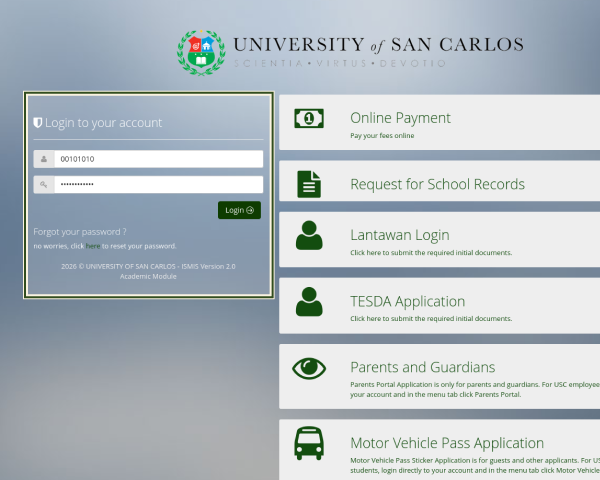 UNIVERSITY of SAN CARLOS
SCIENTIA • VIRTUS • DEVOTIO
Login to your account
00101010
••••••••••••
Login
Forgot your password ?
no worries, click here to reset your password.
2026 © UNIVERSITY OF SAN CARLOS - ISMIS Version 2.0
Academic Module
Online Payment
Pay your fees online
Request for School Records
Lantawan Login
Click here to submit the required initial documents.
TESDA Application
Click here to submit the required initial documents.
Parents and Guardians
Parents Portal Application is only for parents and guardians. For USC employee
your account and in the menu tab click Parents Portal.
Motor Vehicle Pass Application
Motor Vehicle Pass Sticker Application is for guests and other applicants. For US
students, login directly to your account and in the menu tab click Motor Vehicle